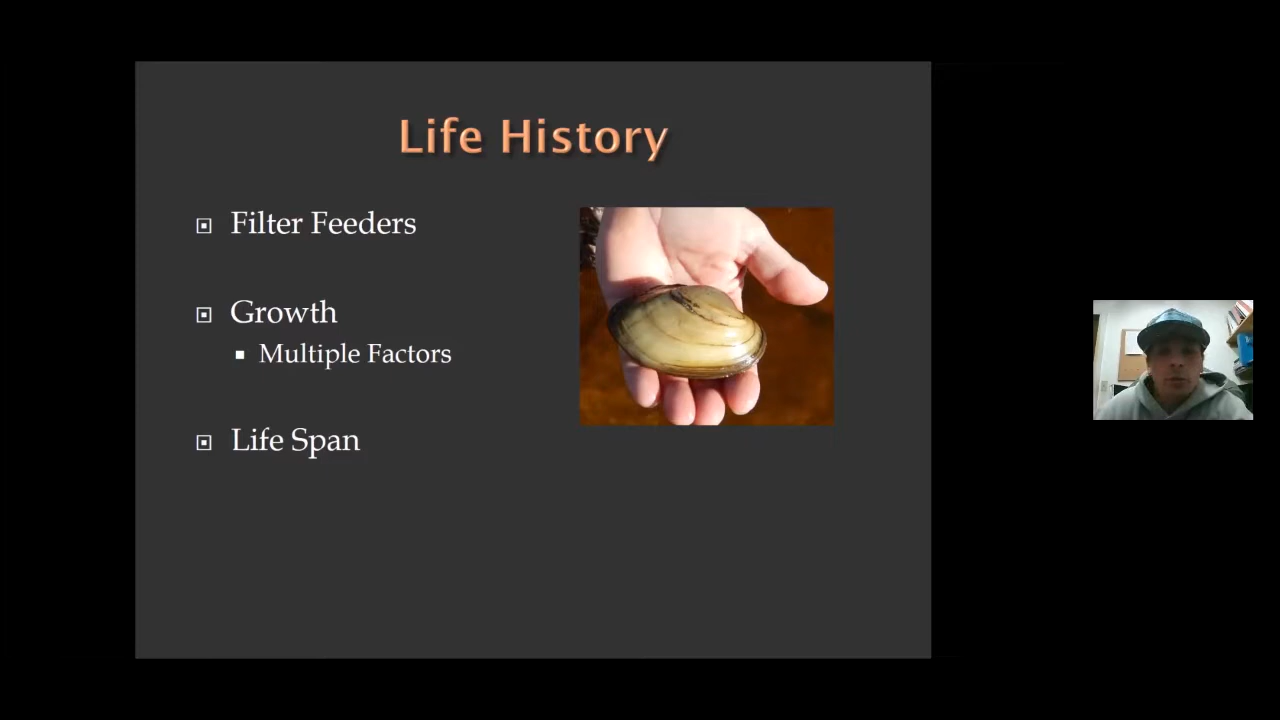 Life History
Filter Feeders
Growth
Multiple Factors
Life Span